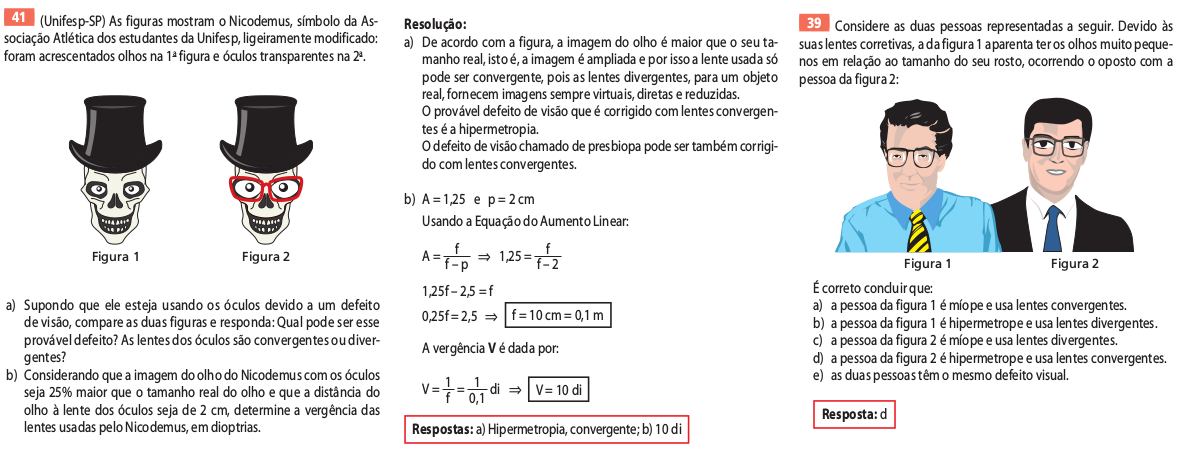 41 (Unifesp-SP) As figuras mostram o Nicodemus, símbolo da As-
sociação Atlética dos estudantes da Unifesp, ligeiramente modificado:
foram acrescentados olhos na 1ª figura e óculos transparentes na 2ª.
Figura 1
Figura 2
a) Supondo que ele esteja usando os óculos devido a um defeito
de visão, compare as duas figuras e responda: Qual pode ser esse
provável defeito? As lentes dos óculos são convergentes ou diver-
gentes?
b) Considerando que a imagem do olho do Nicodemus com os óculos
seja 25% maior que o tamanho real do olho e que a distância do
olho à lente dos óculos seja de 2 cm, determine a vergência das
lentes usadas pelo Nicodemus, em dioptrias.
Resolução:
a) De acordo com a figura, a imagem do olho é maior que o seu ta-
manho real, isto é, a imagem é ampliada e por isso a lente usada só
pode ser convergente, pois as lentes divergentes, para um objeto
real, fornecem imagens sempre virtuais, diretas e reduzidas.
O provável defeito de visão que é corrigido com lentes convergen-
tes é a hipermetropia.
O defeito de visão chamado de presbiopa pode ser também corrigi-
do com lentes convergentes.
b) A = 1,25 e p = 2 cm
Usando a Equação do Aumento Linear:
A = f/(f – p) ⇒ 1,25 = f/(f – 2)
1,25f – 2,5 = f
0,25f = 2,5 ⇒ f = 10 cm = 0,1 m
A vergência V é dada por:
V = 1/f = 1/0,1 di ⇒ V = 10 di
Respostas: a) Hipermetropia, convergente; b) 10 di
39 Considere as duas pessoas representadas a seguir. Devido às
suas lentes corretivas, a da figura 1 aparenta ter os olhos muito peque-
nos em relação ao tamanho do seu rosto, ocorrendo o oposto com a
pessoa da figura 2:
Figura 1
Figura 2
É correto concluir que:
a) a pessoa da figura 1 é míope e usa lentes convergentes.
b) a pessoa da figura 1 é hipermetrope e usa lentes divergentes.
c) a pessoa da figura 2 é míope e usa lentes divergentes.
d) a pessoa da figura 2 é hipermetrope e usa lentes convergentes.
e) as duas pessoas têm o mesmo defeito visual.
Resposta: d